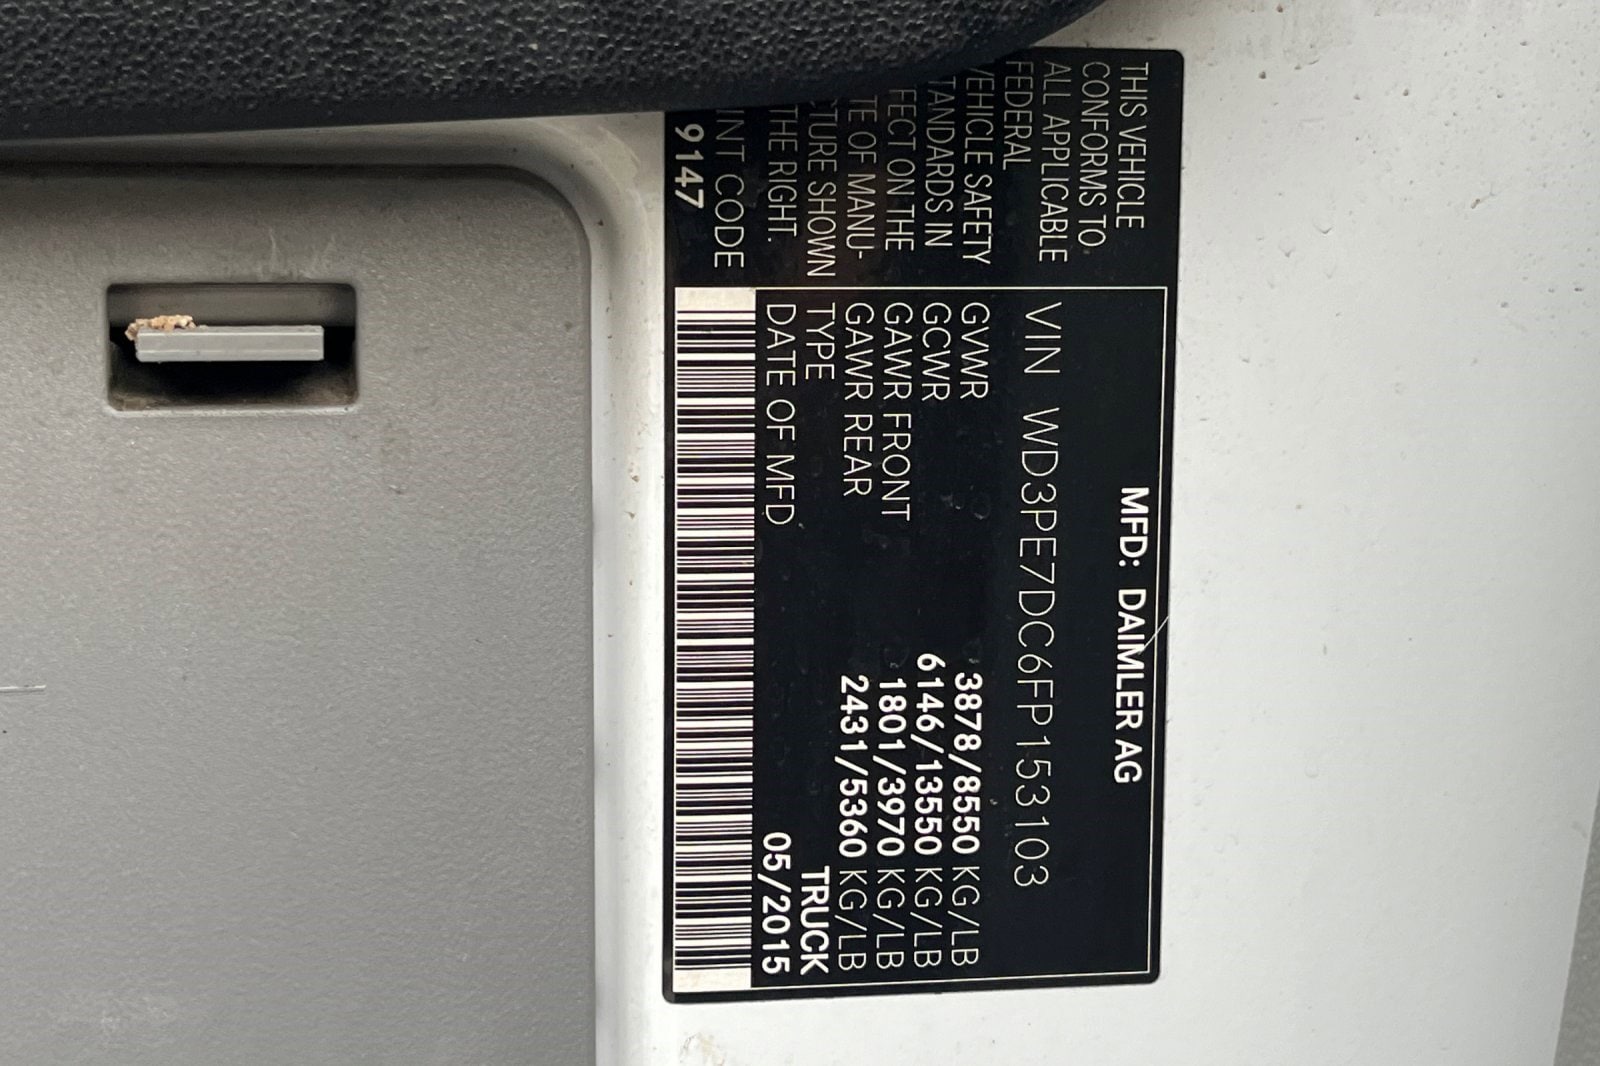 MFD: DAIMLER AG
THIS VEHICLE
CONFORMS TO
ALL APPLICABLE
FEDERAL
VEHICLE SAFETY
STANDARDS IN
FECT ON THE
TE OF MANU-
TURE SHOWN
THE RIGHT.
INT CODE
9147
VIN WD3PE7DC6FP153103
GVWR 3878/8550 KG/LB
GCWR 6146/13550 KG/LB
GAWR FRONT 1801/3970 KG/LB
GAWR REAR 2431/5360 KG/LB
TYPE TRUCK
DATE OF MFD 05/2015